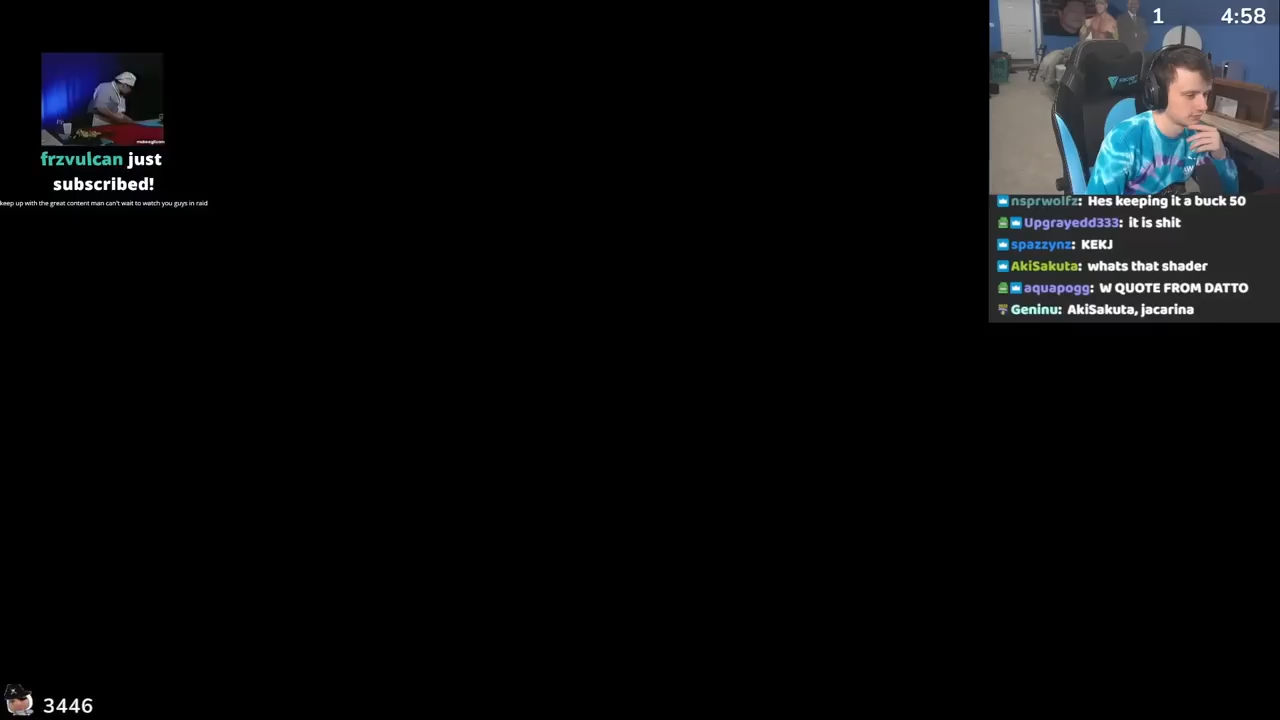 1 4:58
frzvulcan just
subscribed!
keep up with the great content man can't wait to watch you guys in raid
nsprwolfz: Hes keeping it a buck 50
Upgrayedd333: it is shit
spazzynz: KEKJ
AkiSakuta: whats that shader
aquapogg: W QUOTE FROM DATTO
Geninu: AkiSakuta, jacarina
3446